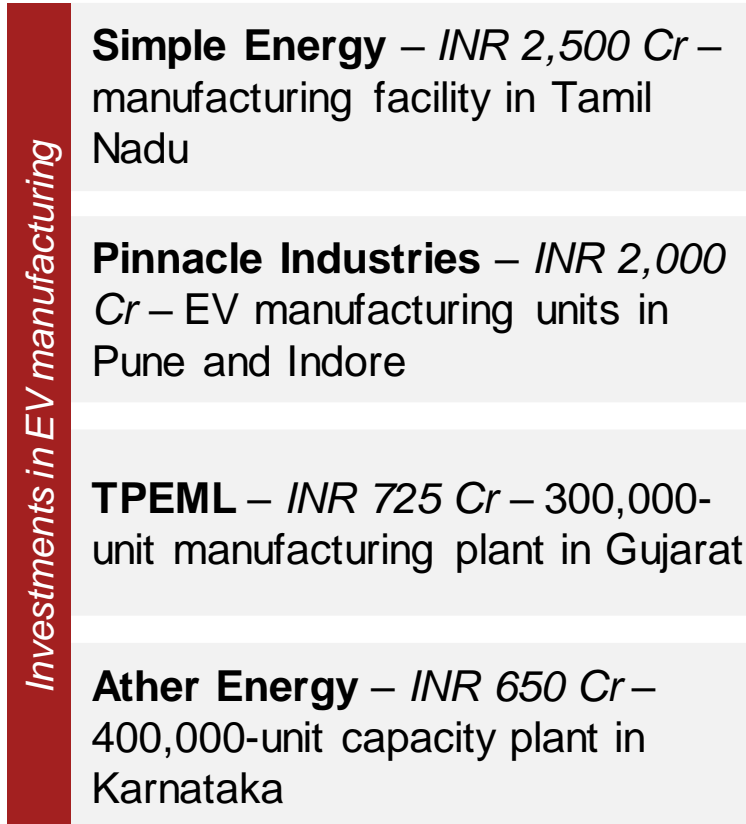 Investments in EV manufacturing
Simple Energy – INR 2,500 Cr –
manufacturing facility in Tamil
Nadu
Pinnacle Industries – INR 2,000
Cr – EV manufacturing units in
Pune and Indore
TPEML – INR 725 Cr – 300,000-
unit manufacturing plant in Gujarat
Ather Energy – INR 650 Cr –
400,000-unit capacity plant in
Karnataka